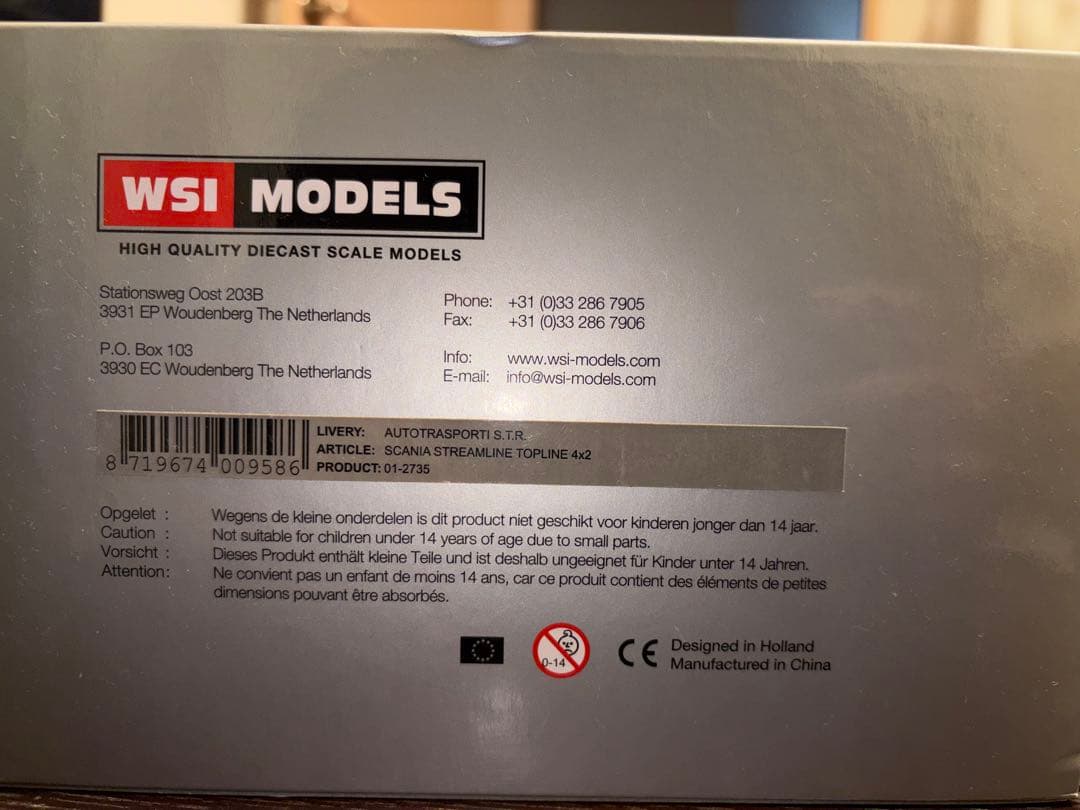 WSI MODELS
HIGH QUALITY DIECAST SCALE MODELS
Stationsweg Oost 203B
3931 EP Woudenberg The Netherlands
P.O. Box 103
3930 EC Woudenberg The Netherlands
Phone: +31 (0)33 286 7905
Fax: +31 (0)33 286 7906
Info: www.wsi-models.com
E-mail: info@wsi-models.com
8 719674 009586
LIVERY: AUTOTRASPORTI S.T.R.
ARTICLE: SCANIA STREAMLINE TOPLINE 4x2
PRODUCT: 01-2735
Opgelet : Wegens de kleine onderdelen is dit product niet geschikt voor kinderen jonger dan 14 jaar.
Caution : Not suitable for children under 14 years of age due to small parts.
Vorsicht : Dieses Produkt enthält kleine Teile und ist deshalb ungeeignet für Kinder unter 14 Jahren.
Attention: Ne convient pas un enfant de moins 14 ans, car ce produit contient des éléments de petites
dimensions pouvant être absorbés.
0-14
CE
Designed in Holland
Manufactured in China